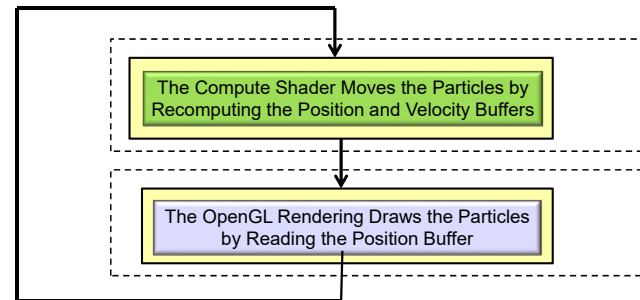 The Compute Shader Moves the Particles by
Recomputing the Position and Velocity Buffers
The OpenGL Rendering Draws the Particles
by Reading the Position Buffer